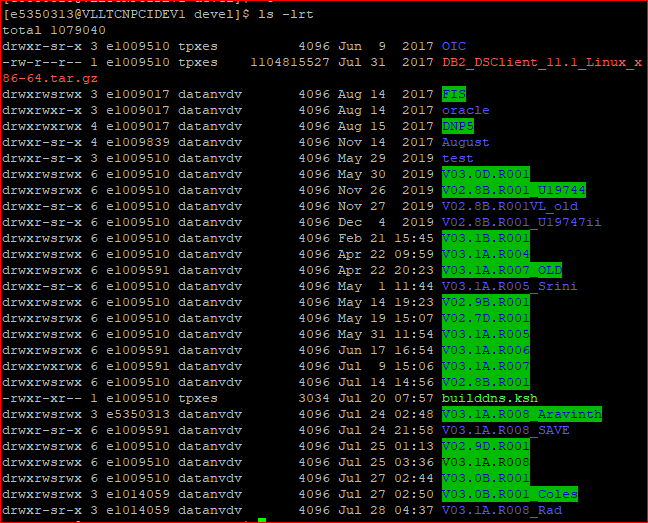 [e5350313@VLLTCNPCIDEV1 devel]$ ls -lrt
total 1079040
drwxr-sr-x 3 e1009510 tpxes 4096 Jun 9 2017 OIC
-rw-r--r-- 1 e1009510 tpxes 1104815527 Jul 31 2017 DB2_DSClient_11.1_Linux_x
86-64.tar.gz
drwxrwsrwx 3 e1009017 datanvdv 4096 Aug 14 2017 FIS
drwxrwxr-x 3 e1009017 datanvdv 4096 Aug 14 2017 oracle
drwxrwxrwx 4 e1009017 datanvdv 4096 Aug 15 2017 DNP5
drwxr-sr-x 4 e1009839 datanvdv 4096 Nov 14 2017 August
drwxr-sr-x 3 e1009510 datanvdv 4096 May 29 2019 test
drwxrwsrwx 6 e1009510 datanvdv 4096 May 30 2019 V03.0D.R001
drwxrwsrwx 6 e1009510 datanvdv 4096 Nov 26 2019 V02.8B.R001_U19744
drwxr-sr-x 6 e1009510 datanvdv 4096 Nov 27 2019 V02.8B.R001VL_old
drwxr-sr-x 6 e1009510 datanvdv 4096 Dec 4 2019 V02.8B.R001_U19747ii
drwxrwsrwx 6 e1009510 datanvdv 4096 Feb 21 15:45 V03.1B.R001
drwxrwsrwx 6 e1009510 datanvdv 4096 Apr 22 09:59 V03.1A.R004
drwxrwsrwx 6 e1009591 datanvdv 4096 Apr 22 20:23 V03.1A.R007_OLD
drwxr-sr-x 6 e1009510 datanvdv 4096 May 1 11:44 V03.1A.R005_Srini
drwxrwsrwx 6 e1009510 datanvdv 4096 May 14 19:23 V02.9B.R001
drwxrwsrwx 6 e1009510 datanvdv 4096 May 19 15:07 V02.7D.R001
drwxrwsrwx 6 e1009510 datanvdv 4096 May 31 11:54 V03.1A.R005
drwxrwsrwx 6 e1009591 datanvdv 4096 Jun 17 16:54 V03.1A.R006
drwxrwsrwx 6 e1009591 datanvdv 4096 Jul 9 15:06 V03.1A.R007
drwxrwsrwx 6 e1009510 datanvdv 4096 Jul 14 14:56 V02.8B.R001
-rwxr-xr-- 1 e1009510 tpxes 3034 Jul 20 07:57 builddns.ksh
drwxrwsrwx 3 e5350313 datanvdv 4096 Jul 24 02:48 V03.1A.R008_Aravinth
drwxr-sr-x 6 e1009591 datanvdv 4096 Jul 24 21:58 V03.1A.R008_SAVE
drwxrwsrwx 6 e1009510 datanvdv 4096 Jul 25 01:13 V02.9D.R001
drwxrwsrwx 6 e1009510 datanvdv 4096 Jul 25 03:36 V03.1A.R008
drwxrwsrwx 6 e1009510 datanvdv 4096 Jul 27 02:44 V03.0B.R001
drwxrwsrwx 3 e1014059 datanvdv 4096 Jul 27 02:50 V03.0B.R001_Coles
drwxrwsrwx 3 e1014059 datanvdv 4096 Jul 28 04:37 V03.1A.R008_Rad